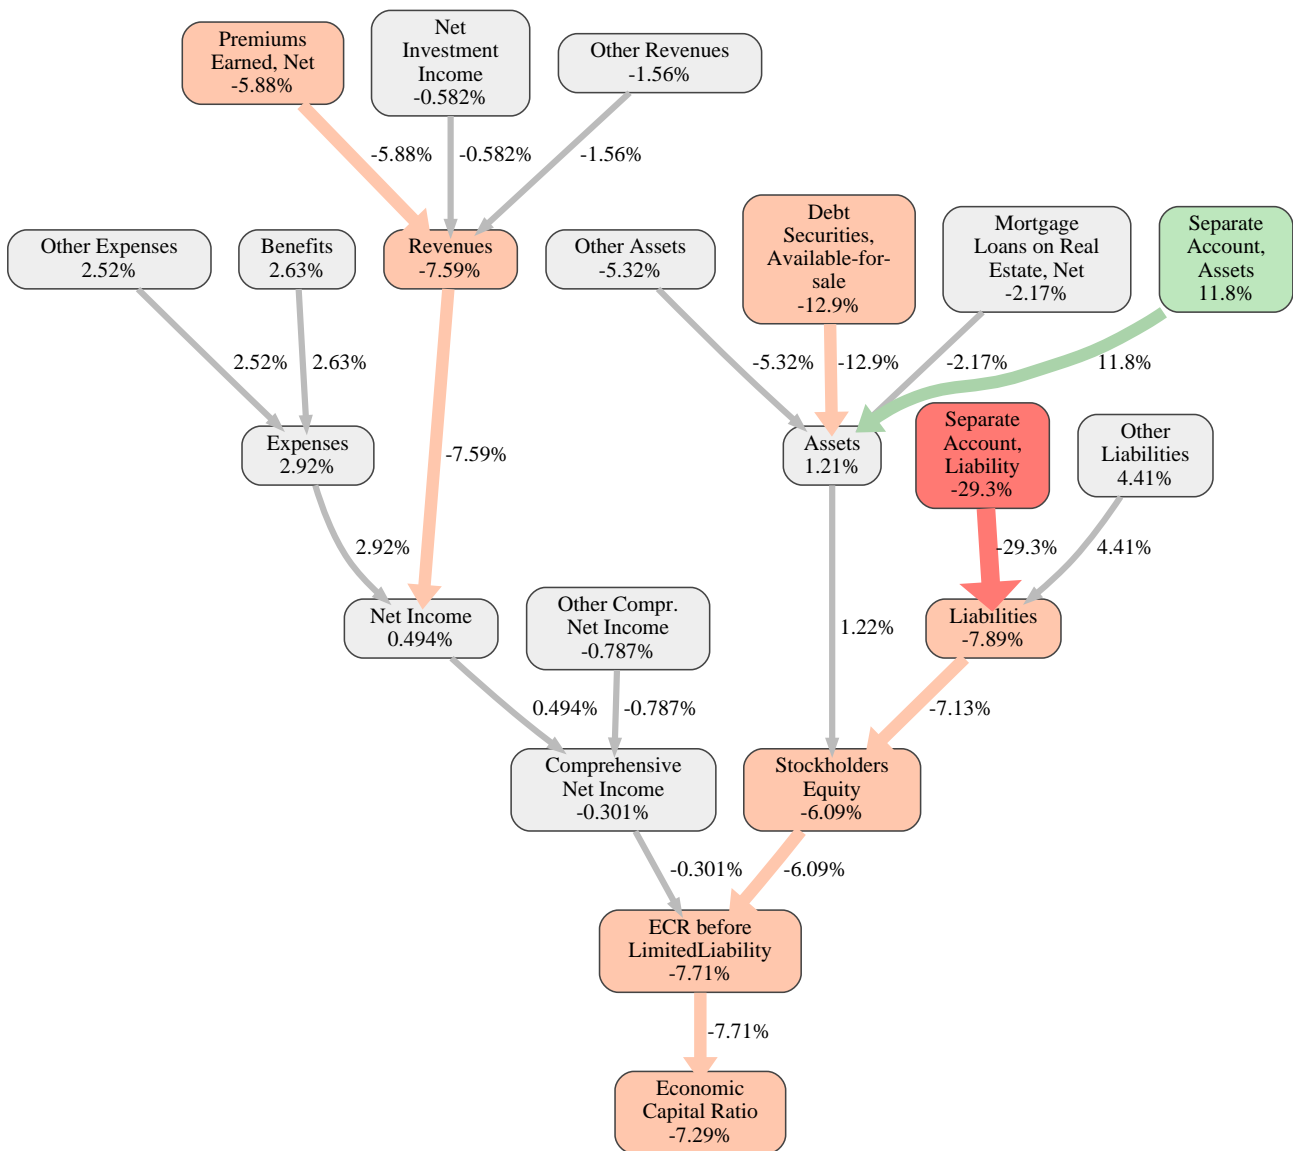 Premiums
Earned, Net
-5.88%
Net
Investment
Income
-0.582%
Other Revenues
-1.56%
-5.88%
-0.582%
-1.56%
Other Expenses
2.52%
Benefits
2.63%
Revenues
-7.59%
Other Assets
-5.32%
Debt
Securities,
Available-for-
sale
-12.9%
Mortgage
Loans on Real
Estate, Net
-2.17%
Separate
Account,
Assets
11.8%
2.52%
2.63%
-5.32%
-12.9%
-2.17%
11.8%
Expenses
2.92%
-7.59%
Assets
1.21%
Separate
Account,
Liability
-29.3%
Other
Liabilities
4.41%
2.92%
-29.3%
4.41%
Net Income
0.494%
Other Compr.
Net Income
-0.787%
1.22%
Liabilities
-7.89%
0.494%
-0.787%
-7.13%
Comprehensive
Net Income
-0.301%
Stockholders
Equity
-6.09%
-0.301%
-6.09%
ECR before
LimitedLiability
-7.71%
-7.71%
Economic
Capital Ratio
-7.29%